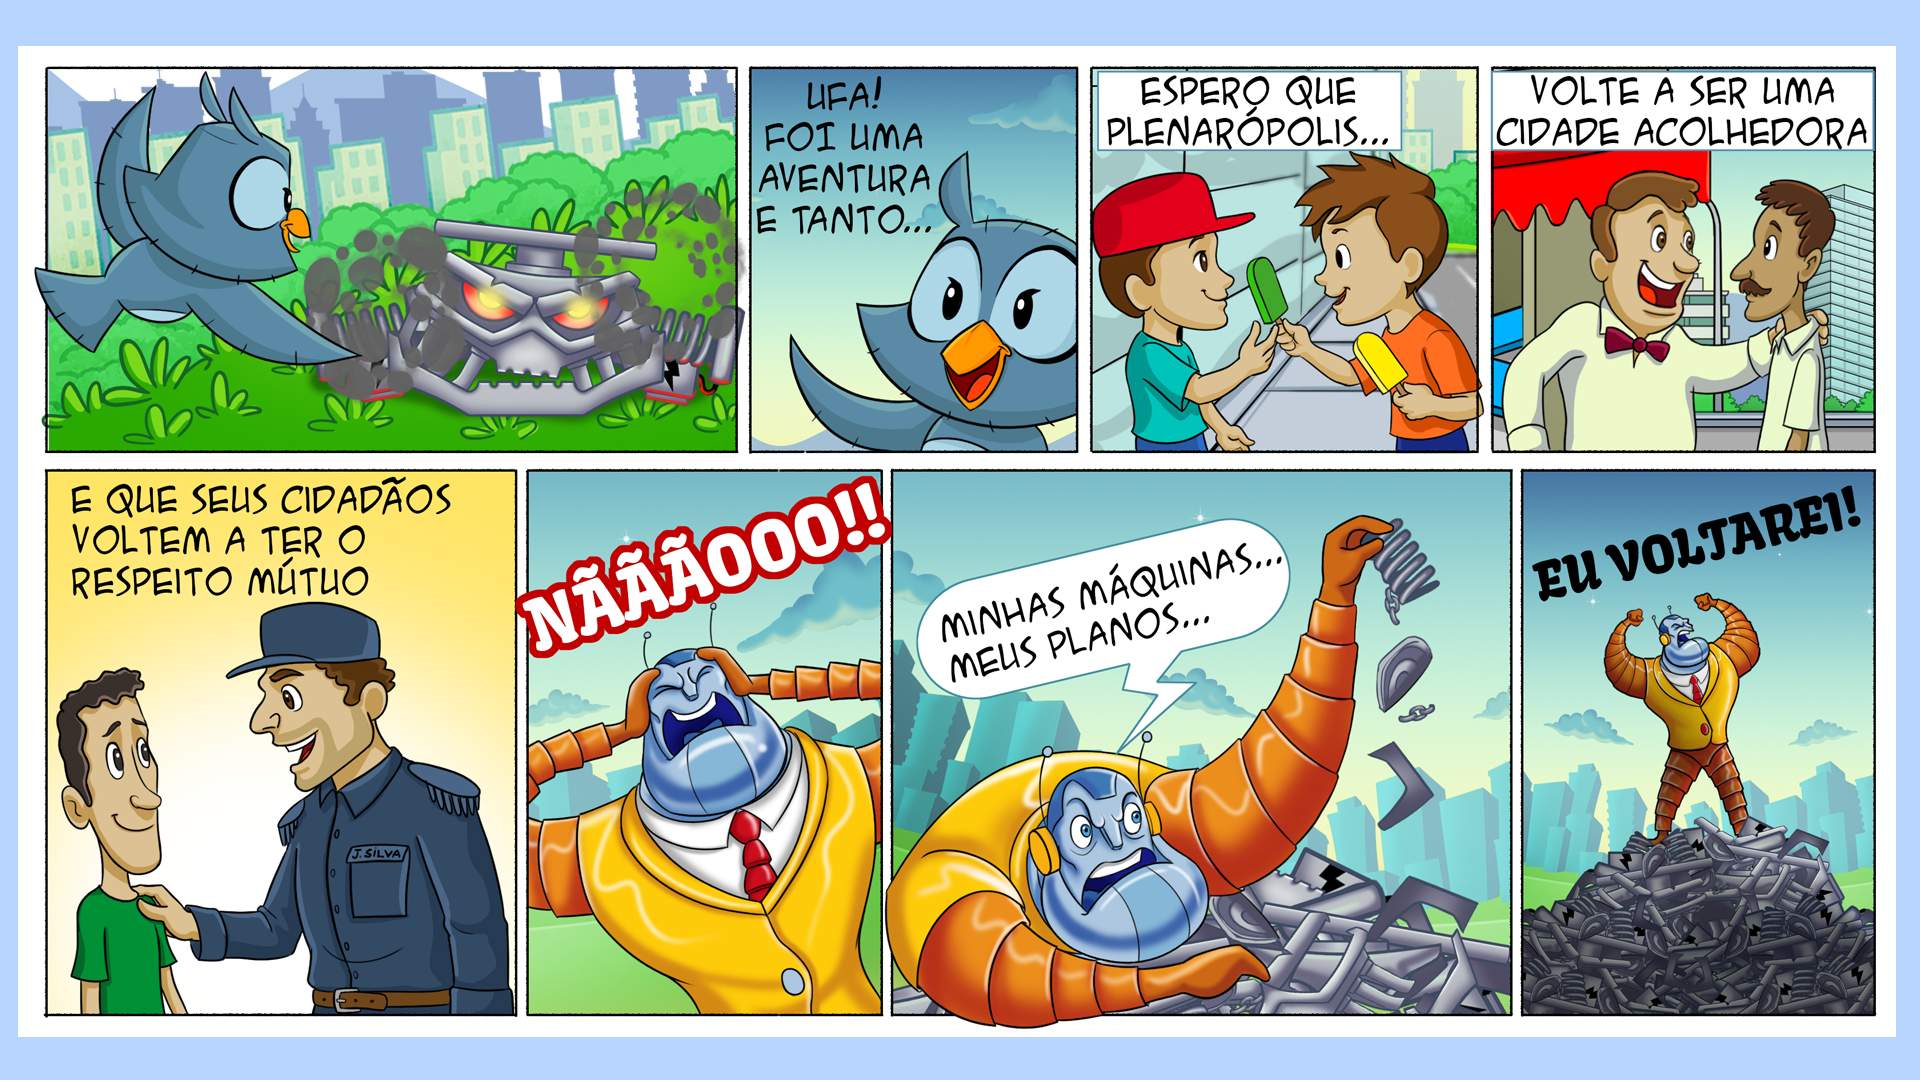 UFA!
FOI UMA
AVENTURA
E TANTO...
ESPERO QUE
PLENARÓPOLIS...
VOLTE A SER UMA
CIDADE ACOLHEDORA
E QUE SEUS CIDADÃOS
VOLTEM A TER O
RESPEITO MÚTUO
J. SILVA
NÃÃÃOOO!!
MINHAS MÁQUINAS...
MEUS PLANOS...
EU VOLTAREI!